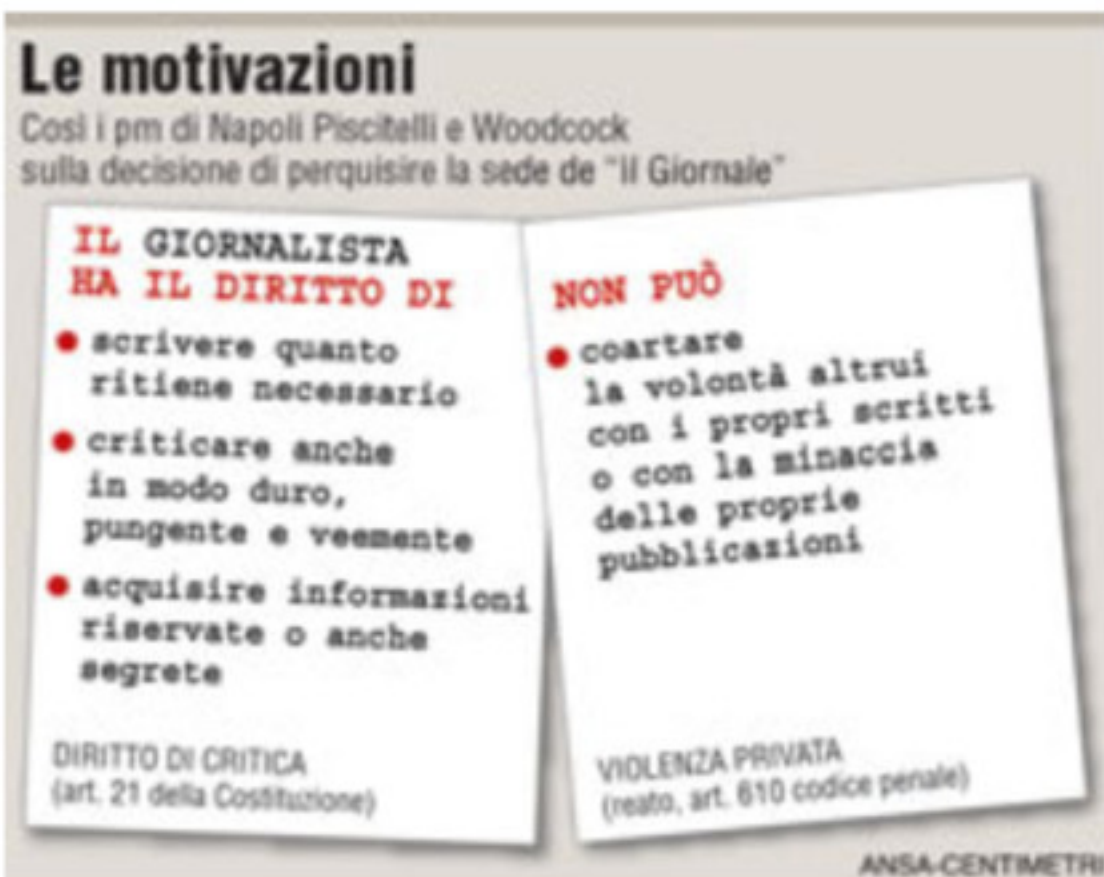 Le motivazioni
Così i pm di Napoli Piscitelli e Woodcock
sulla decisione di perquisire la sede de "Il Giornale"
IL GIORNALISTA
HA IL DIRITTO DI
● scrivere quanto
ritiene necessario
● criticare anche
in modo duro,
pungente e veemente
● acquisire informazioni
riservate o anche
segrete
DIRITTO DI CRITICA
(art. 21 della Costituzione)
NON PUÒ
● coartare
la volontà altrui
con i propri scritti
o con la minaccia
delle proprie
pubblicazioni
VIOLENZA PRIVATA
(reato, art. 610 codice penale)
ANSA-CENTIMETRI